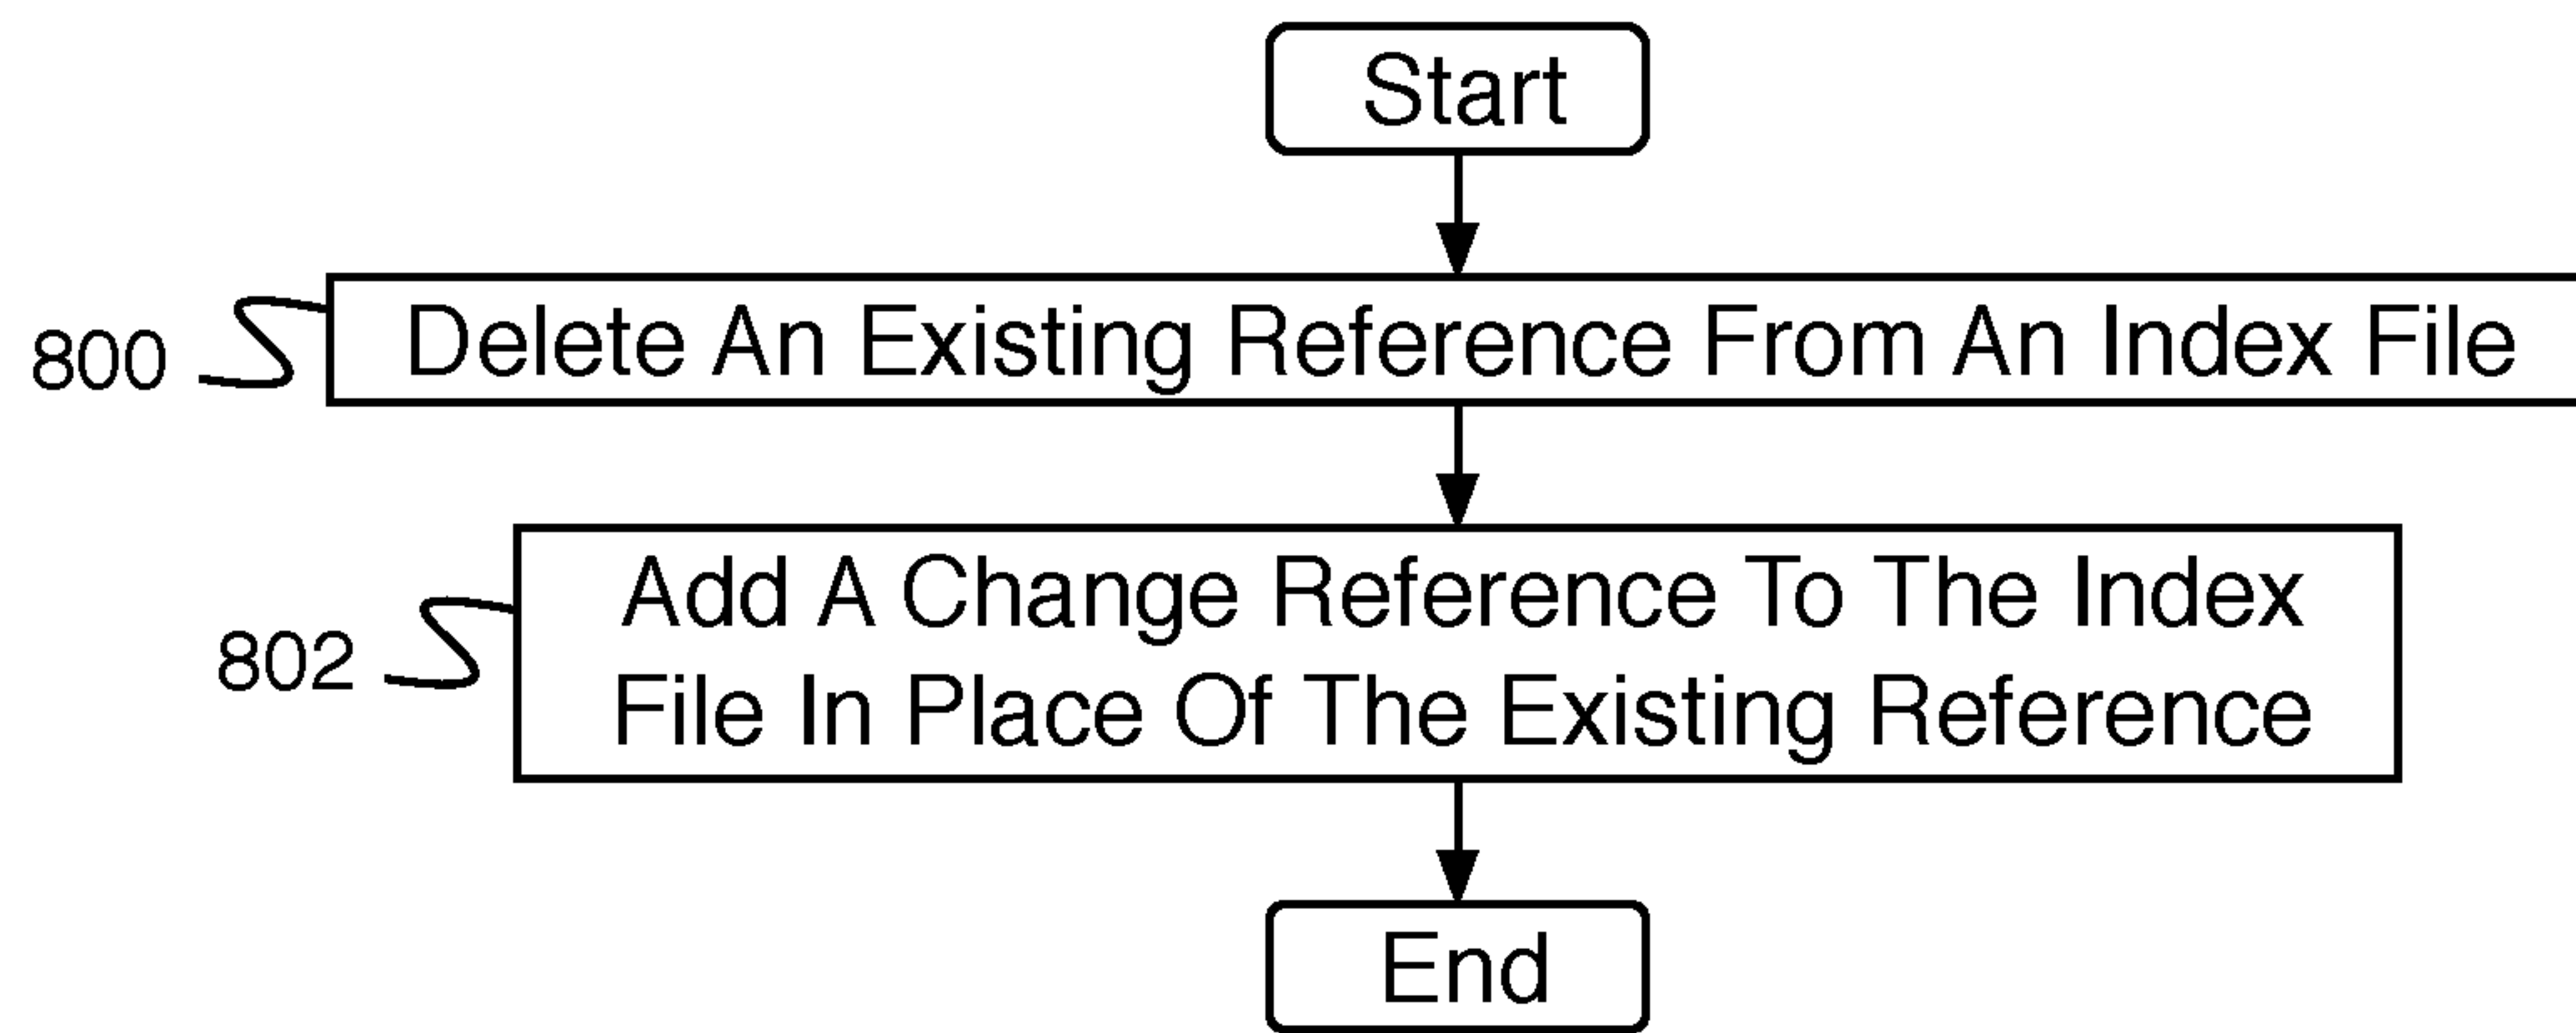 Start
800
Delete An Existing Reference From An Index File
802
Add A Change Reference To The Index
File In Place Of The Existing Reference
End